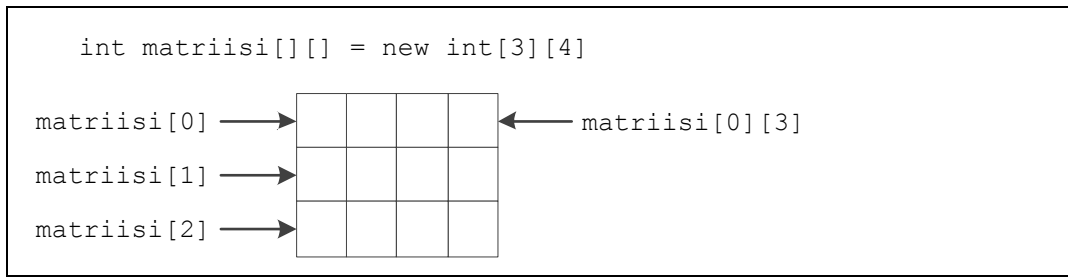 int matriisi[][] = new int[3][4]
matriisi[0]
matriisi[0][3]
matriisi[1]
matriisi[2]